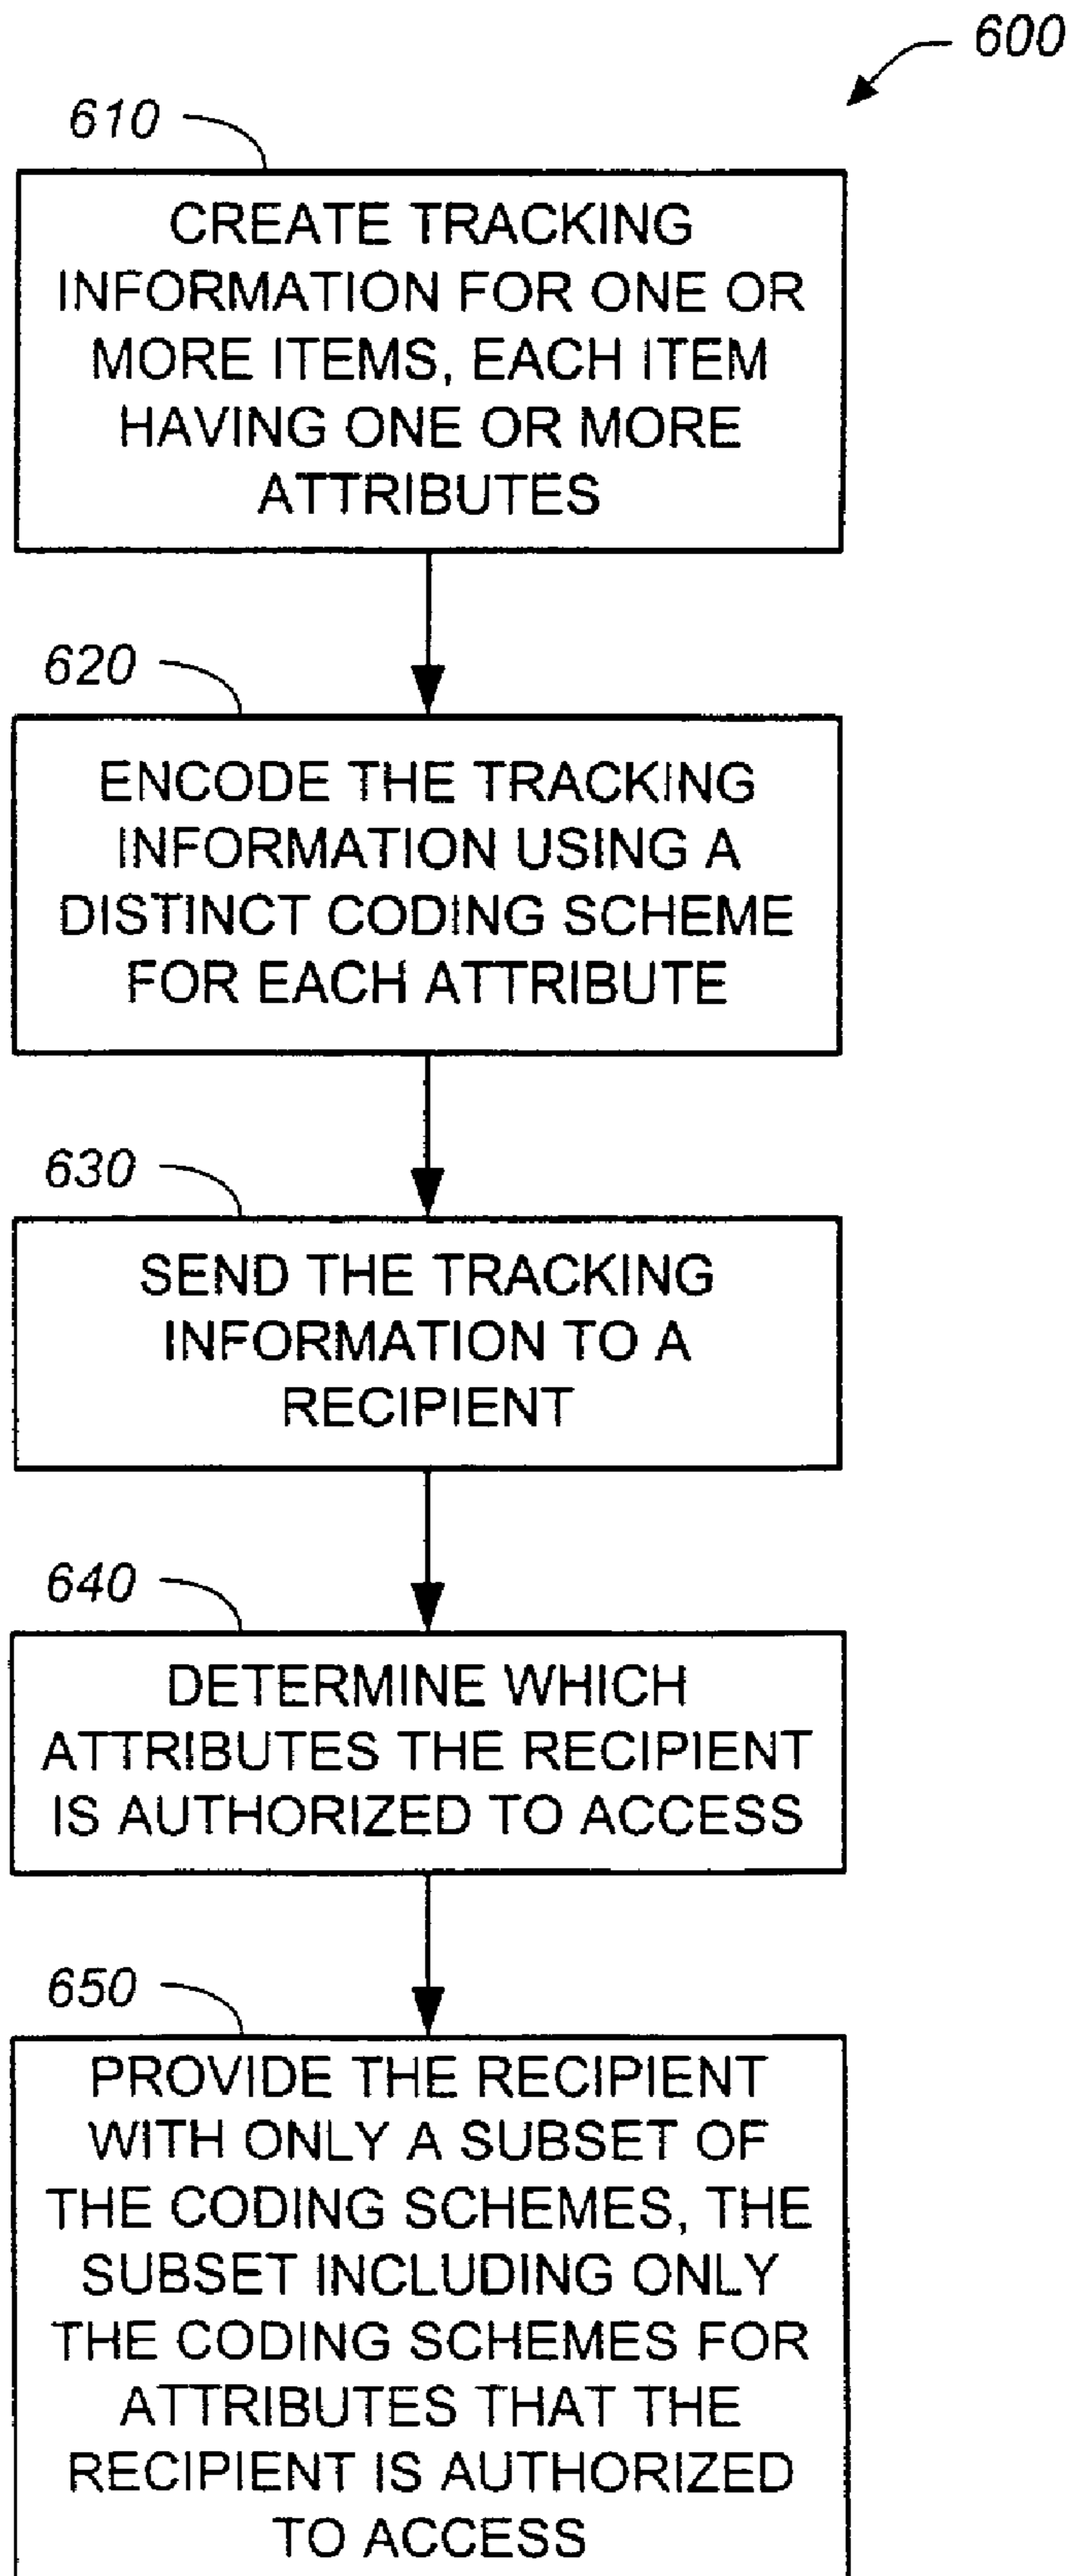 600
610
CREATE TRACKING
INFORMATION FOR ONE OR
MORE ITEMS, EACH ITEM
HAVING ONE OR MORE
ATTRIBUTES
620
ENCODE THE TRACKING
INFORMATION USING A
DISTINCT CODING SCHEME
FOR EACH ATTRIBUTE
630
SEND THE TRACKING
INFORMATION TO A
RECIPIENT
640
DETERMINE WHICH
ATTRIBUTES THE RECIPIENT
IS AUTHORIZED TO ACCESS
650
PROVIDE THE RECIPIENT
WITH ONLY A SUBSET OF
THE CODING SCHEMES, THE
SUBSET INCLUDING ONLY
THE CODING SCHEMES FOR
ATTRIBUTES THAT THE
RECIPIENT IS AUTHORIZED
TO ACCESS